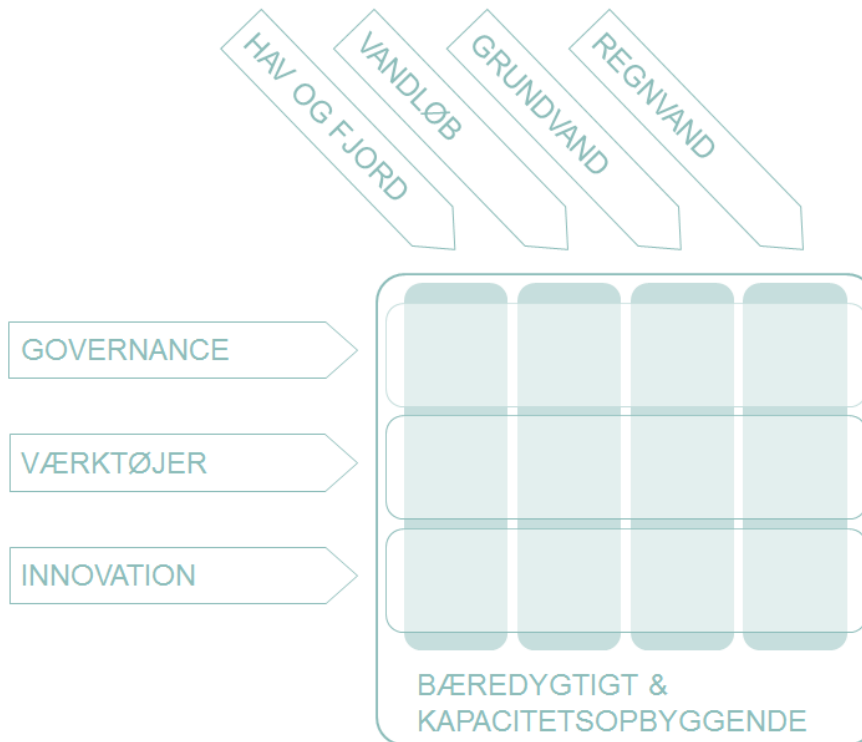 HAV OG FJORD
VANDLØB
GRUNDVAND
REGNVAND
GOVERNANCE
VÆRKTØJER
INNOVATION
BÆREDYGTIGT &
KAPACITETSOPBYGGENDE